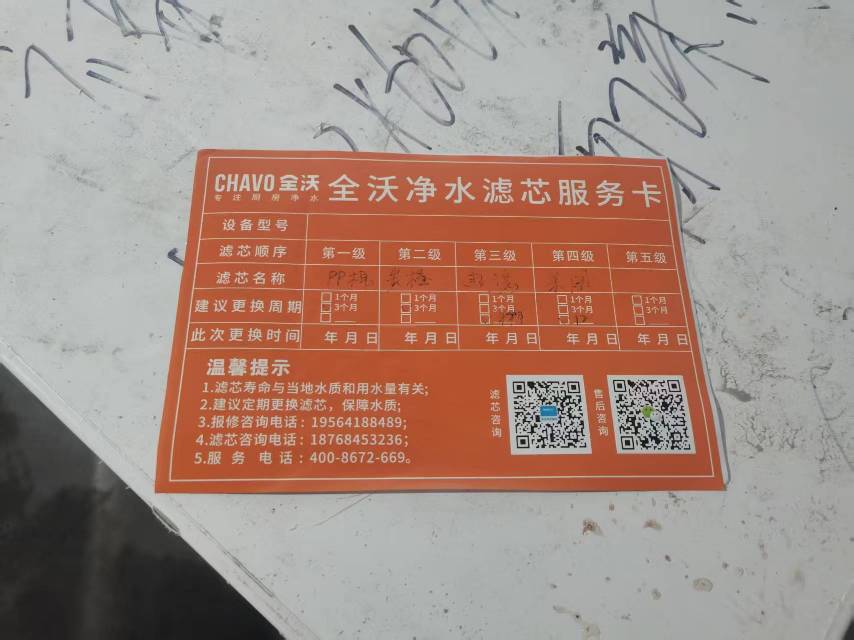 CHAVO 全沃 全沃净水滤芯服务卡
专注厨房净水
设备型号
滤芯顺序 第一级 第二级 第三级 第四级 第五级
滤芯名称 PP棉
建议更换周期 1个月 1个月 1个月 1个月 1个月
3个月 3个月 3个月 3个月 3个月
12
此次更换时间 年 月 日 年 月 日 年 月 日 年 月 日 年 月 日
温馨提示
1.滤芯寿命与当地水质和用水量有关;
2.建议定期更换滤芯，保障水质;
3.报修咨询电话：19564188489;
4.滤芯咨询电话：18768453236;
5.服 务 电 话：400-8672-669。
滤芯咨询
售后咨询